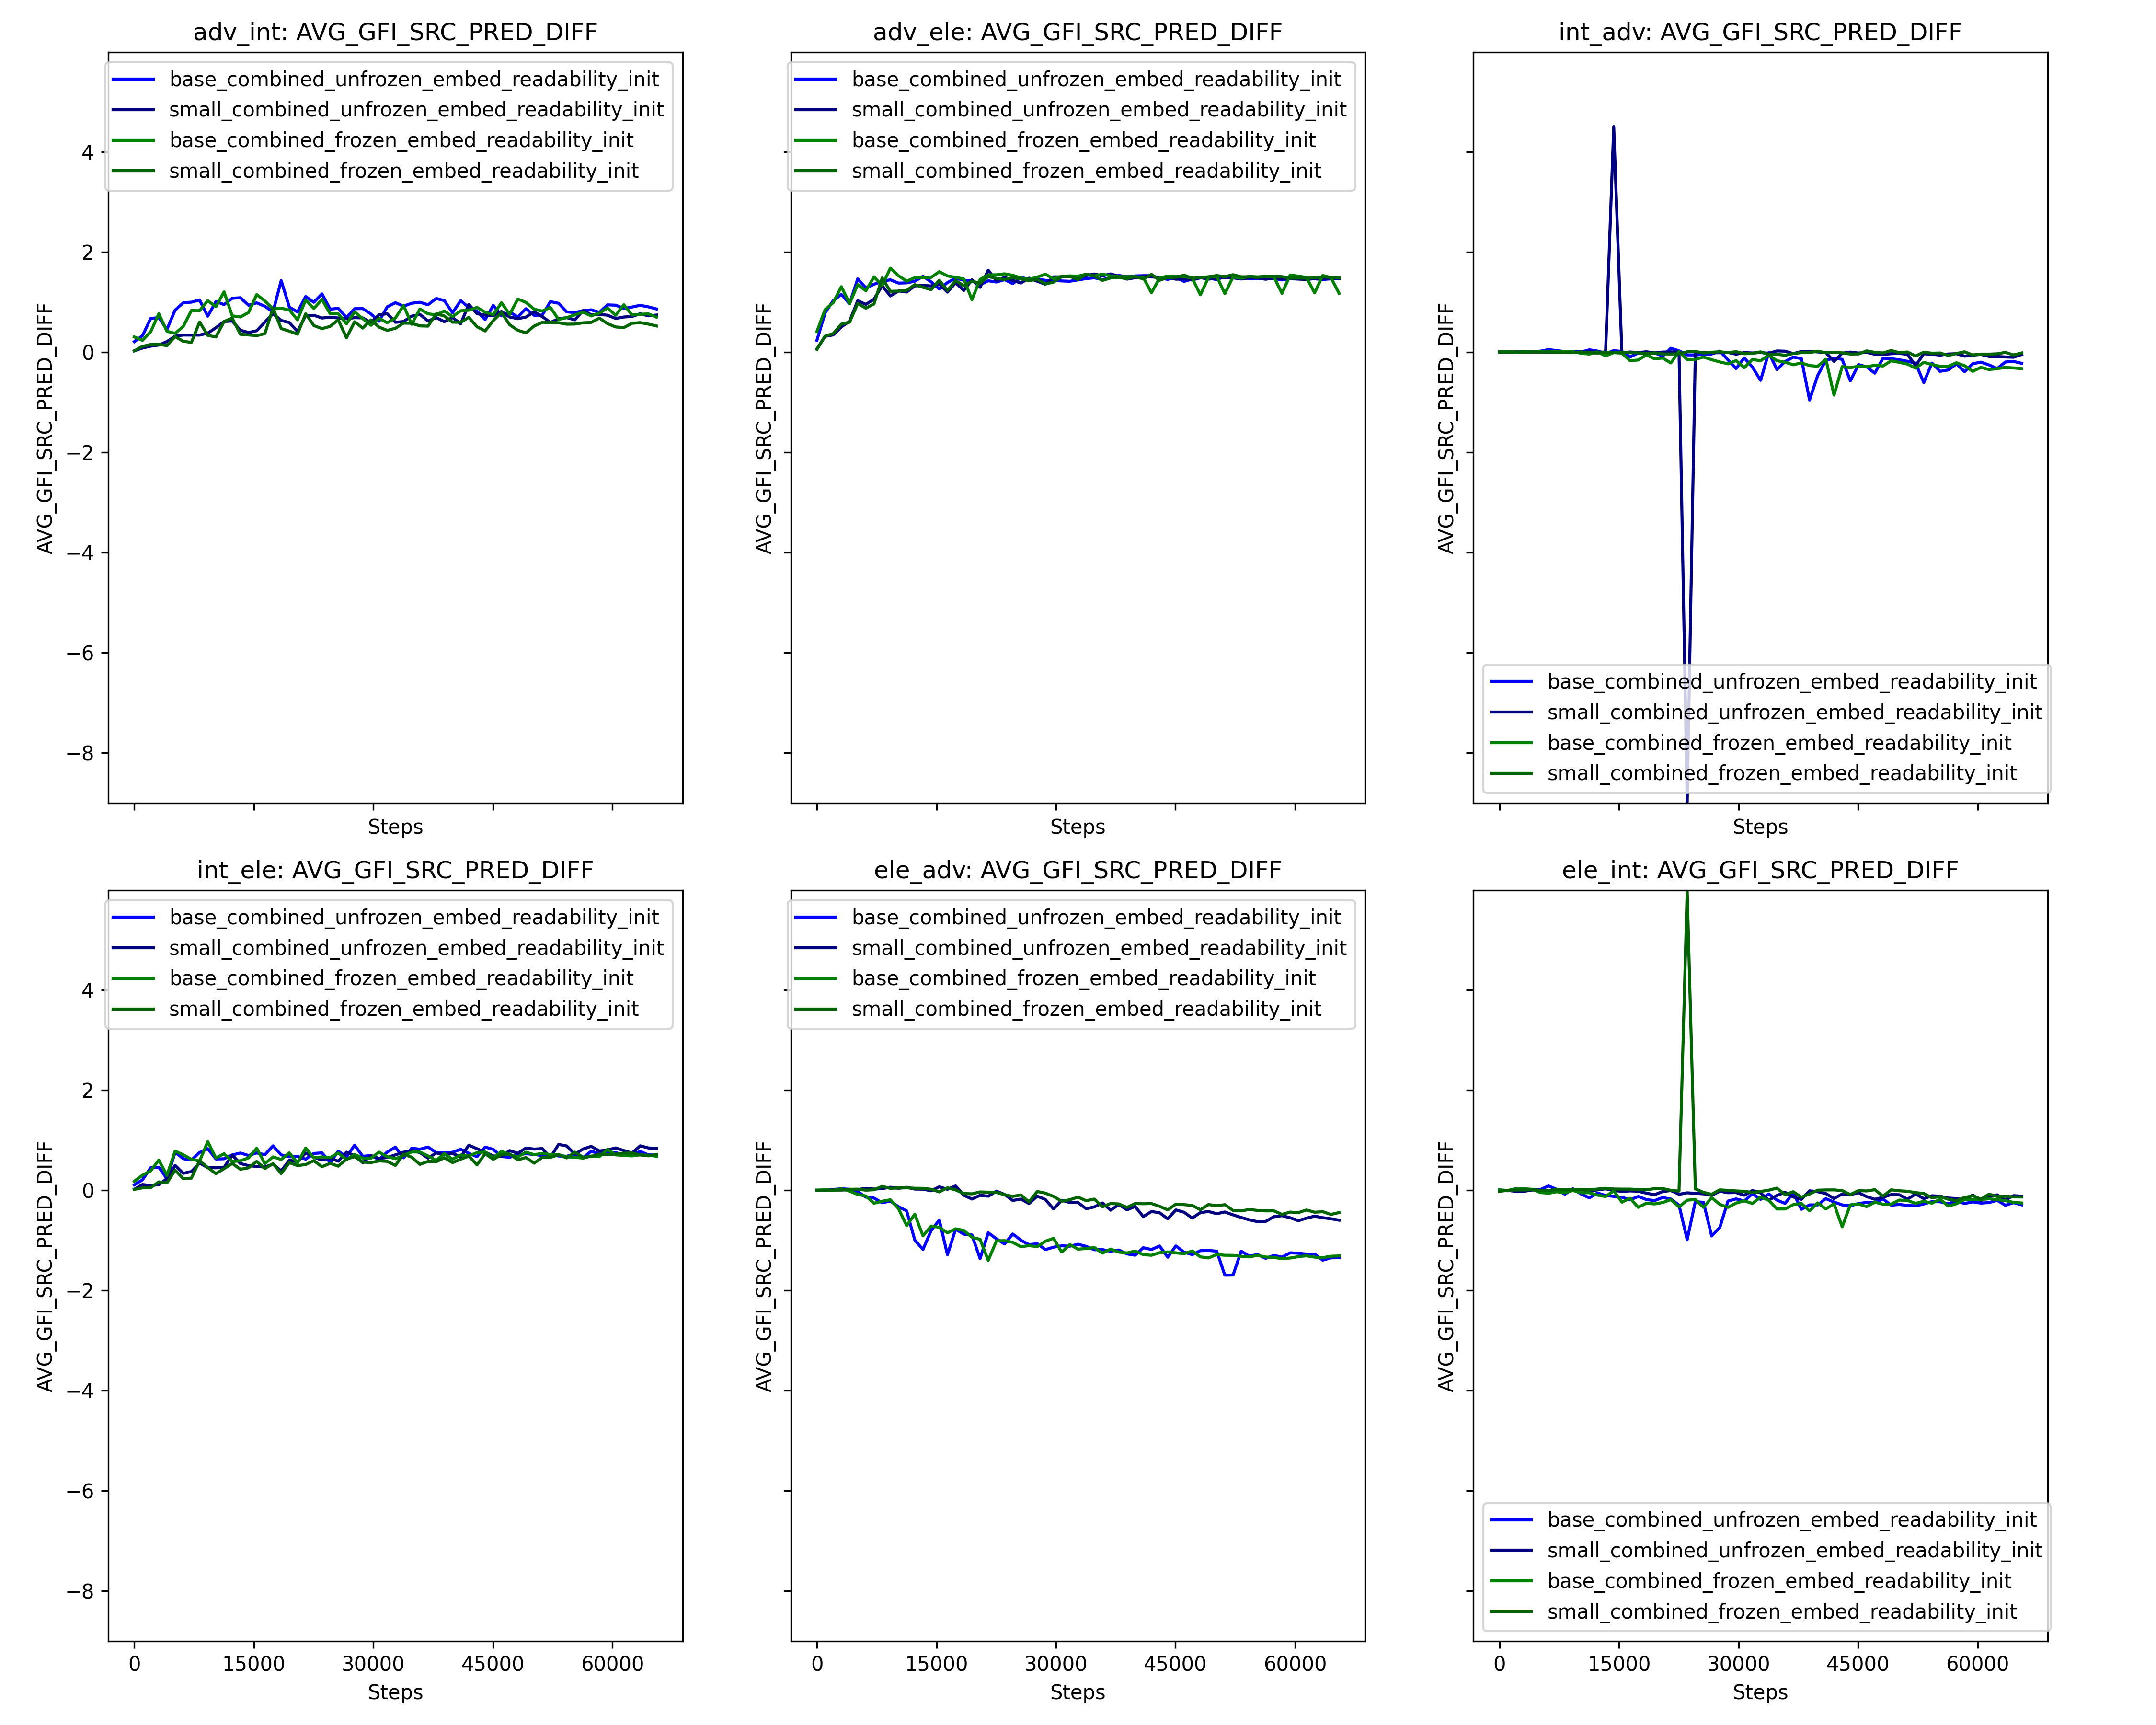 adv_int: AVG_GFI_SRC_PRED_DIFF
base_combined_unfrozen_embed_readability_init
small_combined_unfrozen_embed_readability_init
base_combined_frozen_embed_readability_init
small_combined_frozen_embed_readability_init
4
2
0
−2
−4
−6
−8
AVG_GFI_SRC_PRED_DIFF
Steps
adv_ele: AVG_GFI_SRC_PRED_DIFF
base_combined_unfrozen_embed_readability_init
small_combined_unfrozen_embed_readability_init
base_combined_frozen_embed_readability_init
small_combined_frozen_embed_readability_init
AVG_GFI_SRC_PRED_DIFF
Steps
int_adv: AVG_GFI_SRC_PRED_DIFF
AVG_GFI_SRC_PRED_DIFF
base_combined_unfrozen_embed_readability_init
small_combined_unfrozen_embed_readability_init
base_combined_frozen_embed_readability_init
small_combined_frozen_embed_readability_init
Steps
int_ele: AVG_GFI_SRC_PRED_DIFF
base_combined_unfrozen_embed_readability_init
small_combined_unfrozen_embed_readability_init
base_combined_frozen_embed_readability_init
small_combined_frozen_embed_readability_init
4
2
0
−2
−4
−6
−8
AVG_GFI_SRC_PRED_DIFF
0 15000 30000 45000 60000
Steps
ele_adv: AVG_GFI_SRC_PRED_DIFF
base_combined_unfrozen_embed_readability_init
small_combined_unfrozen_embed_readability_init
base_combined_frozen_embed_readability_init
small_combined_frozen_embed_readability_init
AVG_GFI_SRC_PRED_DIFF
0 15000 30000 45000 60000
Steps
ele_int: AVG_GFI_SRC_PRED_DIFF
AVG_GFI_SRC_PRED_DIFF
base_combined_unfrozen_embed_readability_init
small_combined_unfrozen_embed_readability_init
base_combined_frozen_embed_readability_init
small_combined_frozen_embed_readability_init
0 15000 30000 45000 60000
Steps